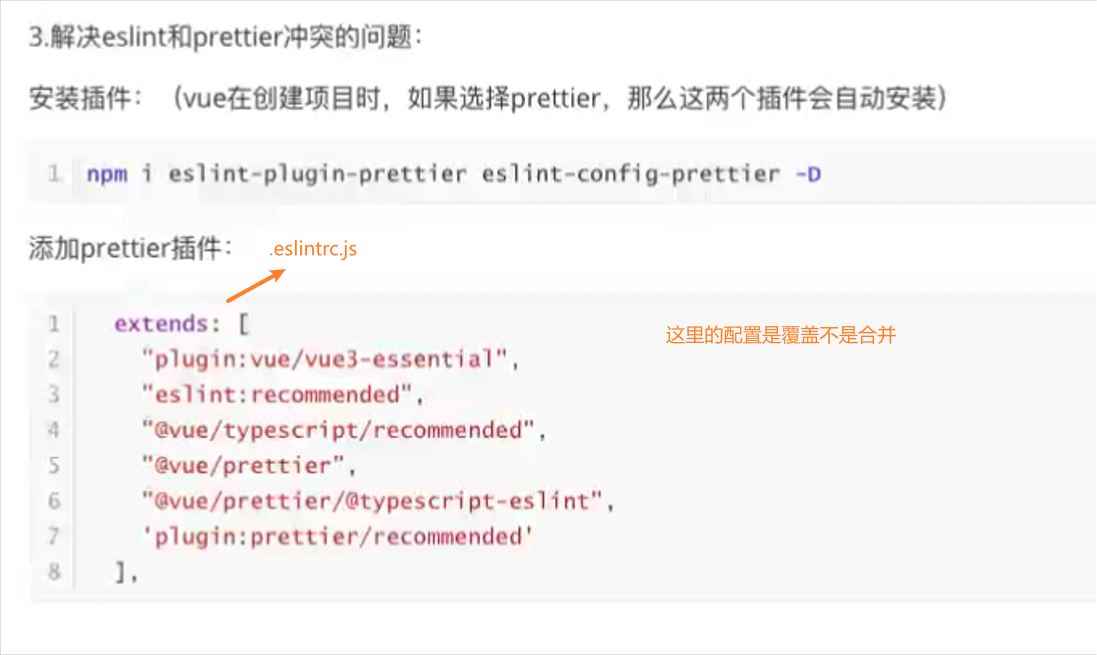 3.解决eslint和prettier冲突的问题：
安装插件：（vue在创建项目时，如果选择prettier，那么这两个插件会自动安装）
1 npm i eslint-plugin-prettier eslint-config-prettier -D
添加prettier插件： .eslintrc.js
1 extends: [
这里的配置是覆盖不是合并
2 "plugin:vue/vue3-essential",
3 "eslint:recommended",
4 "@vue/typescript/recommended",
5 "@vue/prettier",
6 "@vue/prettier/@typescript-eslint",
7 'plugin:prettier/recommended'
8 ],